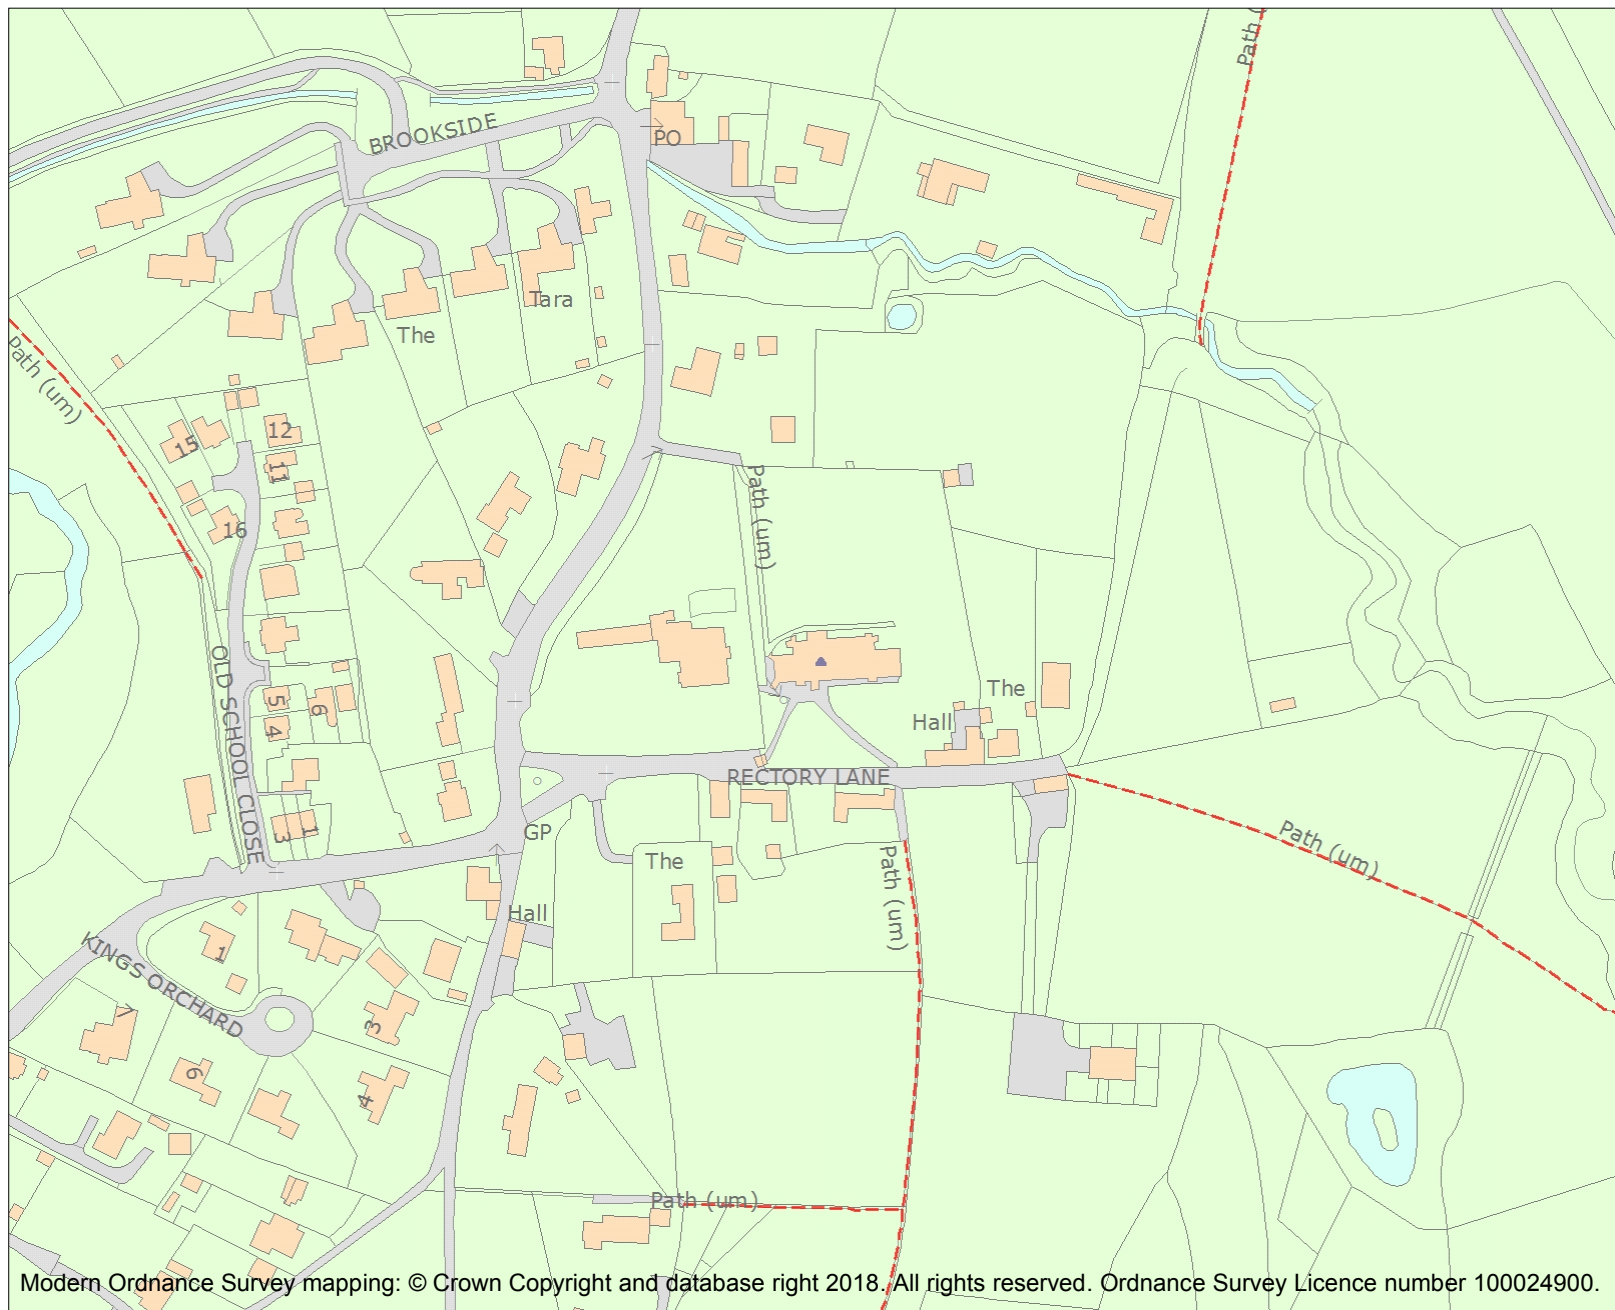 Path (
BROOKSIDE
PO
Tara
The
Path (um)
12
15
11
16
Path (um)
OLD SCHOOL CLOSE
5
6
4
The
Hall
RECTORY LANE
3
1
GP
The
Path (um)
Path (um)
Hall
KINGS ORCHARD
1
7
3
6
4
Path (um)
Modern Ordnance Survey mapping: © Crown Copyright and database right 2018. All rights reserved. Ordnance Survey Licence number 100024900.